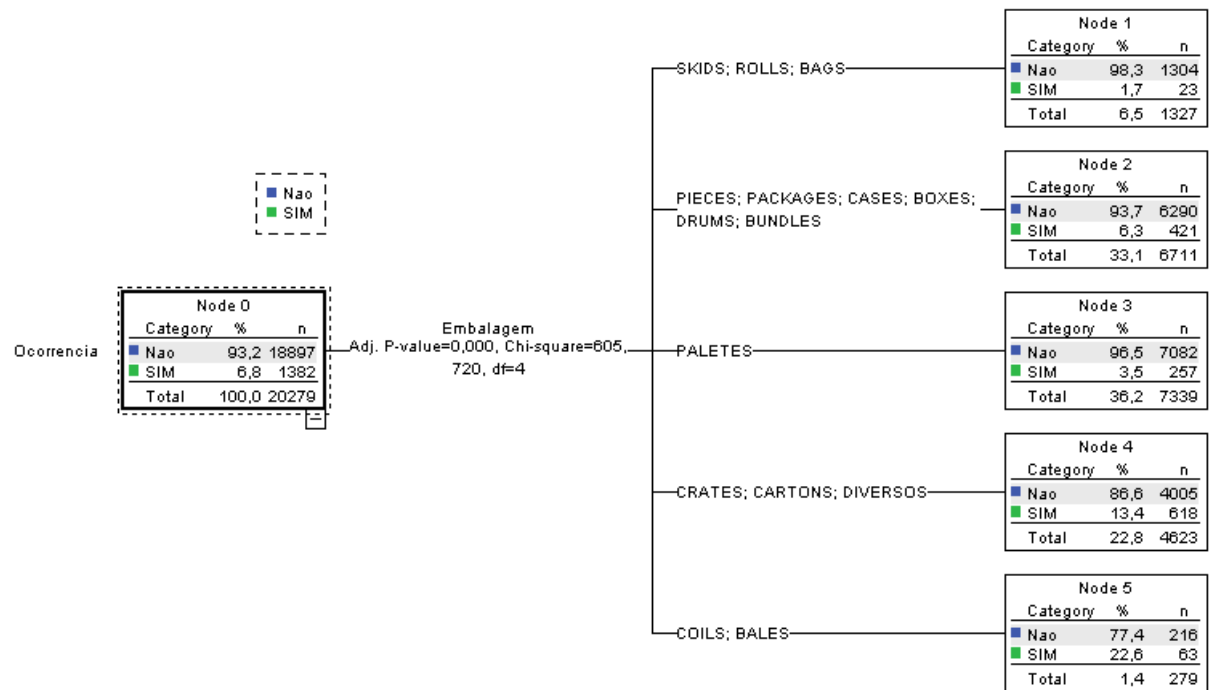 Node 1
Category % n
Nao 98,3 1304
SIM 1,7 23
Total 6,5 1327
SKIDS; ROLLS; BAGS
Node 2
Category % n
Nao 93,7 6290
SIM 6,3 421
Total 33,1 6711
PIECES; PACKAGES; CASES; BOXES;
DRUMS; BUNDLES
Nao
SIM
Node 0
Category % n
Nao 93,2 18897
SIM 6,8 1382
Total 100,0 20279
Ocorrencia
Embalagem
Adj. P-value=0,000, Chi-square=605,
720, df=4
PALETES
Node 3
Category % n
Nao 96,5 7082
SIM 3,5 257
Total 36,2 7339
CRATES; CARTONS; DIVERSOS
Node 4
Category % n
Nao 86,6 4005
SIM 13,4 618
Total 22,8 4623
COILS; BALES
Node 5
Category % n
Nao 77,4 216
SIM 22,6 63
Total 1,4 279